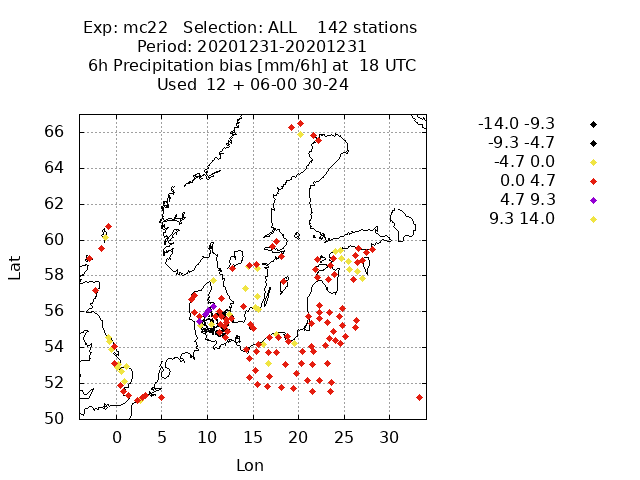 Exp: mc22   Selection: ALL    142 stations
Period: 20201231-20201231
6h Precipitation bias [mm/6h] at  18 UTC
Used  12 + 06-00 30-24
-14.0 -9.3
-9.3 -4.7
-4.7 0.0
0.0 4.7
4.7 9.3
9.3 14.0
66
64
62
60
58
56
54
52
50
Lat
0 5 10 15 20 25 30
Lon